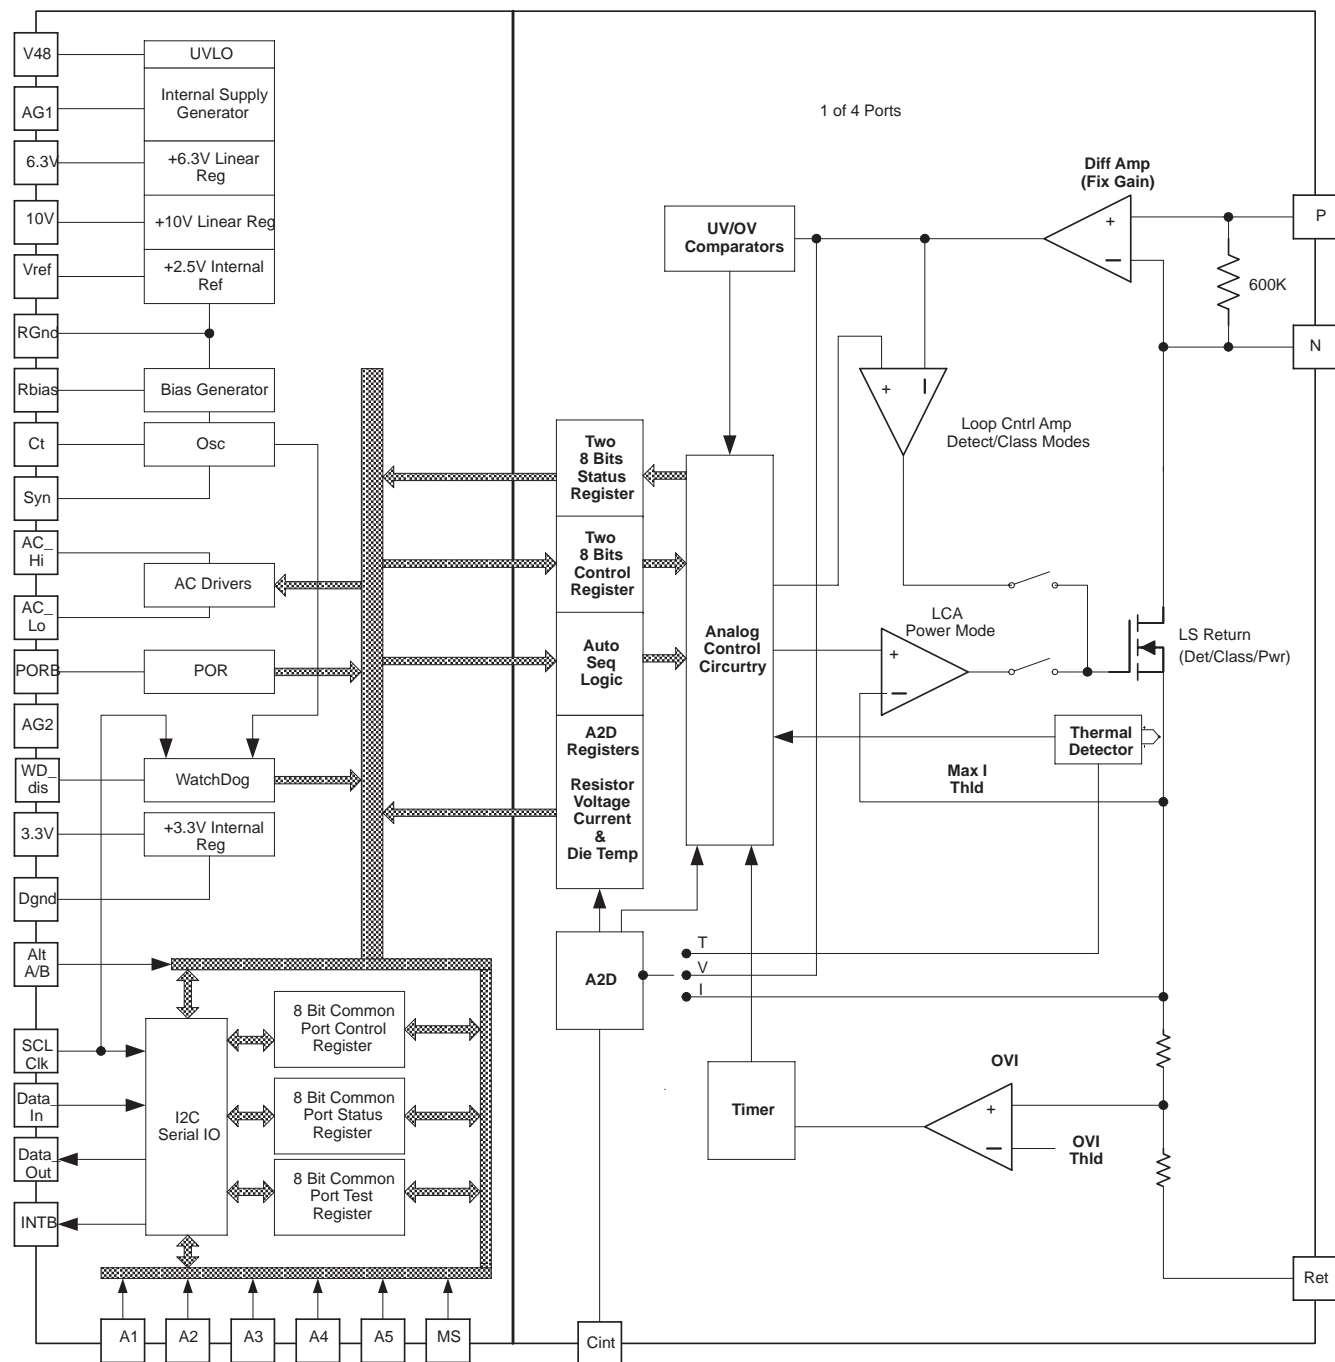 V48
UVLO
AG1
Internal Supply
Generator
6.3V
+6.3V Linear
Reg
10V
+10V Linear Reg
Vref
+2.5V Internal
Ref
RGnd
Rbias
Bias Generator
Ct
Osc
Syn
AC_
Hi
AC Drivers
AC_
Lo
PORB
POR
AG2
WD_
dis
WatchDog
3.3V
+3.3V Internal
Reg
Dgnd
Alt
A/B
SCL
Clk
Data_
In
Data_
Out
INTB
I2C
Serial IO
8 Bit Common
Port Control
Register
8 Bit Common
Port Status
Register
8 Bit Common
Port Test
Register
A1
A2
A3
A4
A5
MS
1 of 4 Ports
Diff Amp
(Fix Gain)
+
−
P
600K
N
UV/OV
Comparators
+
−
Loop Cntrl Amp
Detect/Class Modes
Two
8 Bits
Status
Register
Two
8 Bits
Control
Register
Auto
Seq
Logic
A2D
Registers
Resistor
Voltage
Current
&
Die Temp
Analog
Control
Circurtry
LCA
Power Mode
+
−
LS Return
(Det/Class/Pwr)
Thermal
Detector
Max I
Thld
A2D
T
V
I
Timer
OVI
+
−
OVI
Thld
Ret
Cint